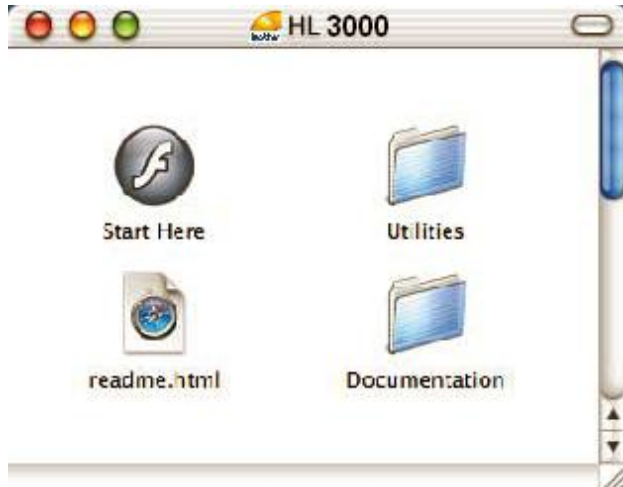 HL 3000
Start Here
Utilities
readme.html
Documentation